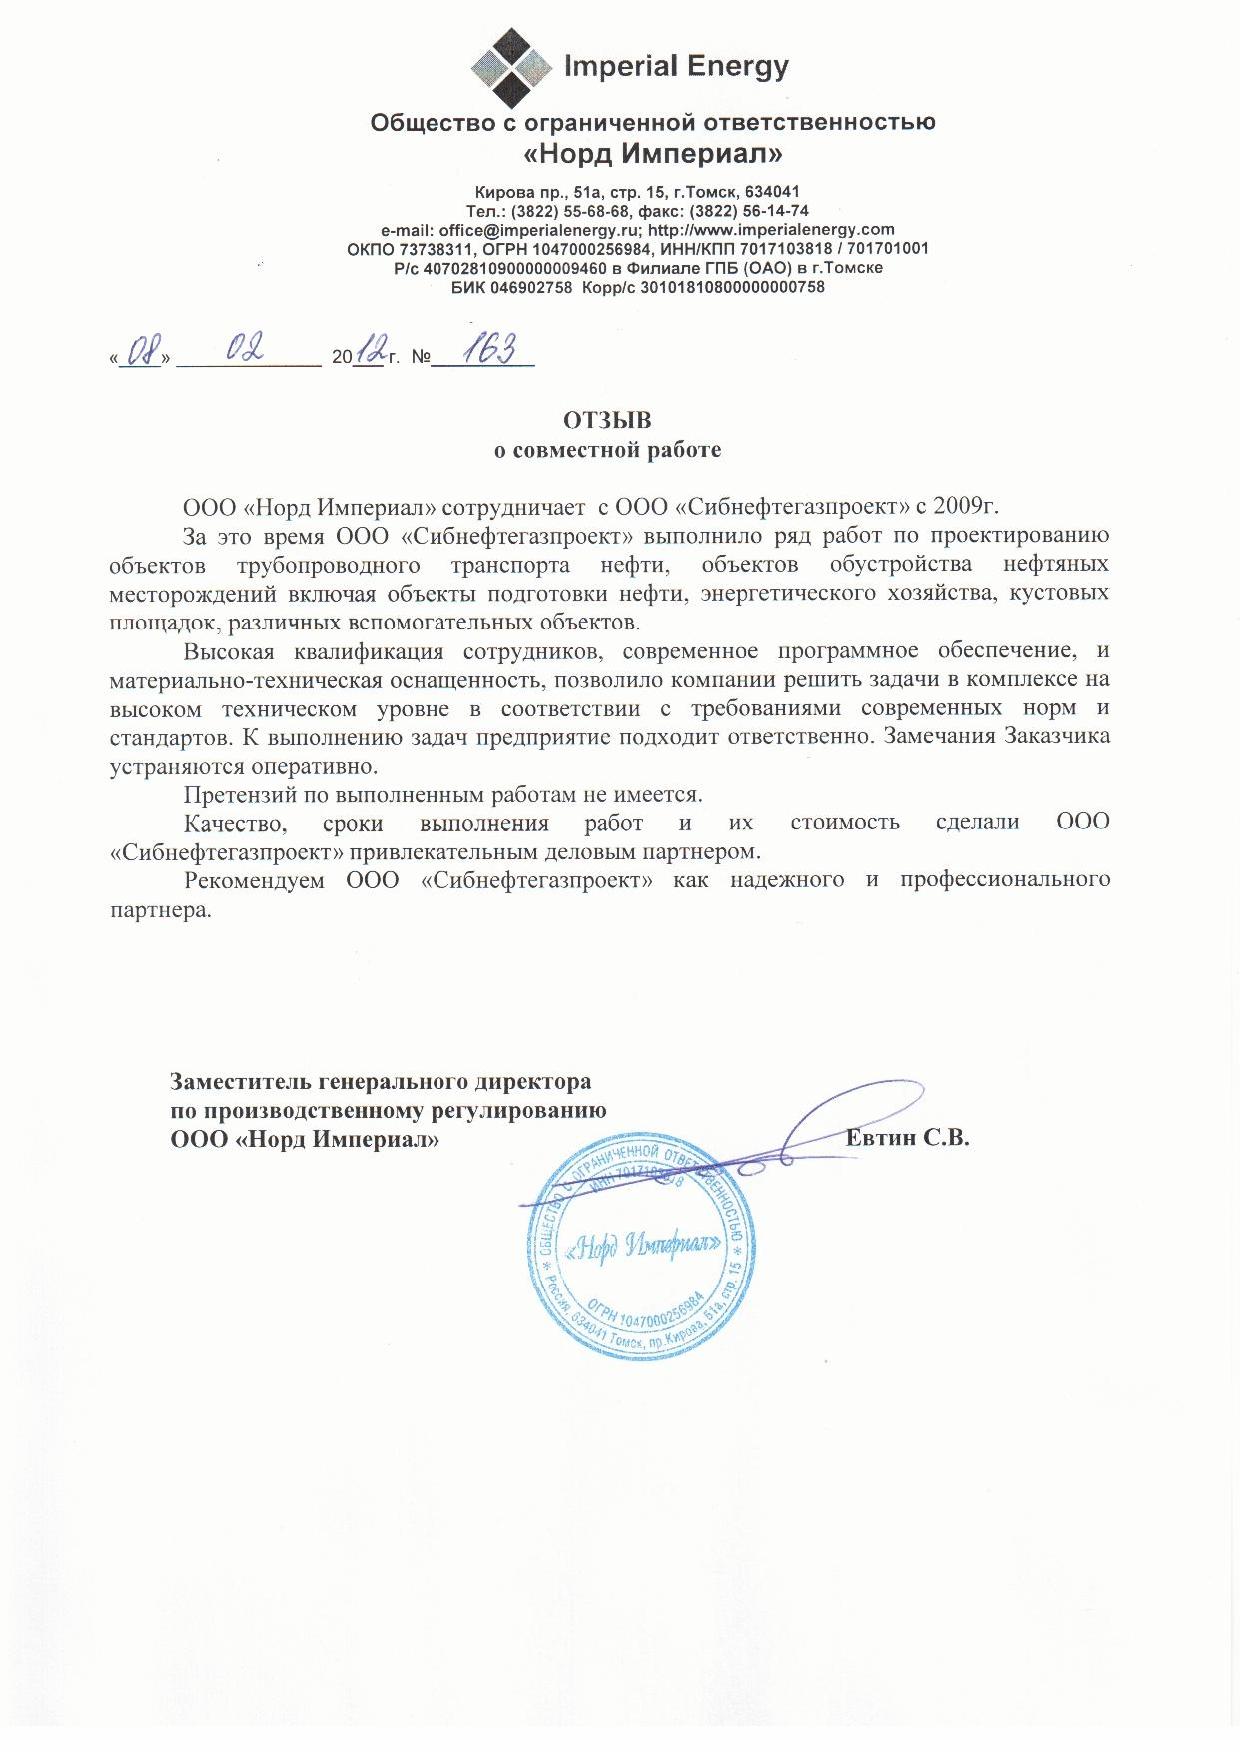 Imperial Energy
Общество с ограниченной ответственностью
«Норд Империал»
Кирова пр., 51а, стр. 15, г.Томск, 634041
Тел.: (3822) 55-68-68, факс: (3822) 56-14-74
e-mail: office@imperialenergy.ru; http://www.imperialenergy.com
ОКПО 73738311, ОГРН 1047000256984, ИНН/КПП 7017103818 / 701701001
Р/с 40702810900000009460 в Филиале ГПБ (ОАО) в г.Томске
БИК 046902758 Корр/с 30101810800000000758
«08» 02 2012г. № 163
ОТЗЫВ
о совместной работе
ООО «Норд Империал» сотрудничает с ООО «Сибнефтегазпроект» с 2009г.
За это время ООО «Сибнефтегазпроект» выполнило ряд работ по проектированию
объектов трубопроводного транспорта нефти, объектов обустройства нефтяных
месторождений включая объекты подготовки нефти, энергетического хозяйства, кустовых
площадок, различных вспомогательных объектов.
Высокая квалификация сотрудников, современное программное обеспечение, и
материально-техническая оснащенность, позволило компании решить задачи в комплексе на
высоком техническом уровне в соответствии с требованиями современных норм и
стандартов. К выполнению задач предприятие подходит ответственно. Замечания Заказчика
устраняются оперативно.
Претензий по выполненным работам не имеется.
Качество, сроки выполнения работ и их стоимость сделали ООО
«Сибнефтегазпроект» привлекательным деловым партнером.
Рекомендуем ООО «Сибнефтегазпроект» как надежного и профессионального
партнера.
Заместитель генерального директора
по производственному регулированию
ООО «Норд Империал»
Евтин С.В.
ОБЩЕСТВО С ОГРАНИЧЕННОЙ ОТВЕТСТВЕННОСТЬЮ
ИНН 7017103818
«Норд Империал»
ОГРН 1047000256984
* Россия, 634041 Томск, пр.Кирова, 51а, стр. 15 *